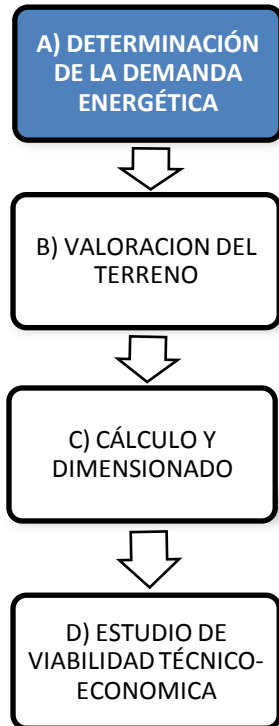 A) DETERMINACIÓN
DE LA DEMANDA
ENERGÉTICA
B) VALORACION DEL
TERRENO
C) CÁLCULO Y
DIMENSIONADO
D) ESTUDIO DE
VIABILIDAD TÉCNICO-
ECONOMICA